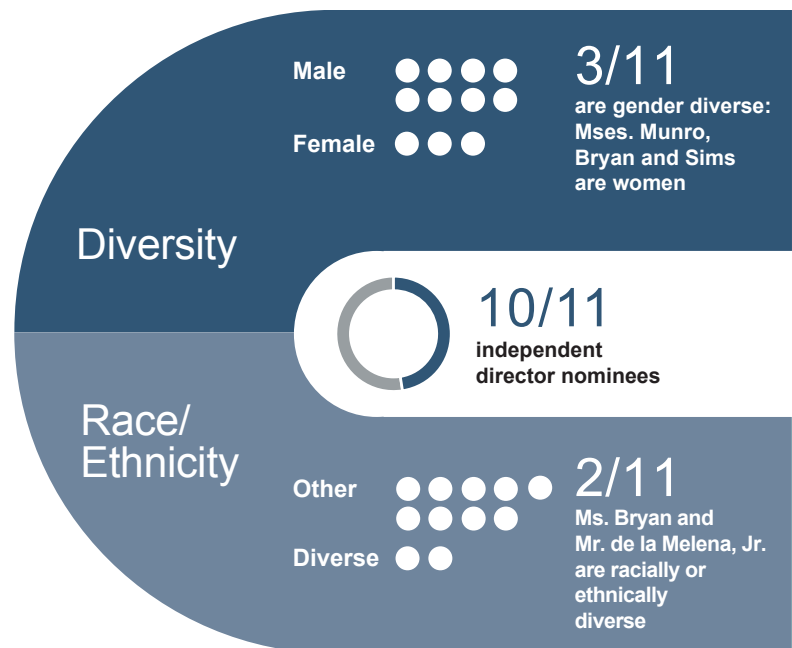 Diversity
Male
Female
3/11
are gender diverse:
Mses. Munro,
Bryan and Sims
are women
10/11
independent
director nominees
Race/
Ethnicity
Other
Diverse
2/11
Ms. Bryan and
Mr. de la Melena, Jr.
are racially or
ethnically
diverse